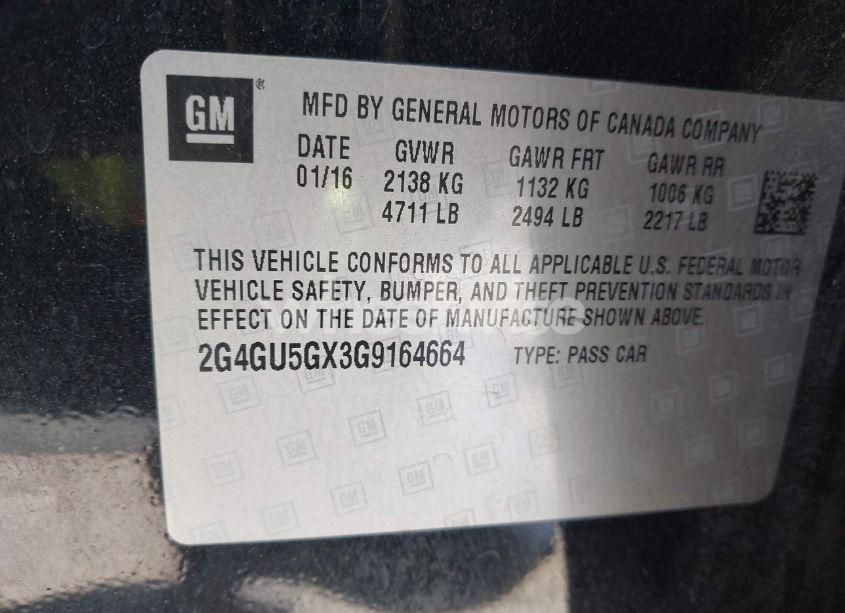 GM ® MFD BY GENERAL MOTORS OF CANADA COMPANY
DATE GVWR GAWR FRT GAWR RR
01/16 2138 KG 1132 KG 1006 KG
4711 LB 2494 LB 2217 LB
THIS VEHICLE CONFORMS TO ALL APPLICABLE U.S. FEDERAL MOTOR
VEHICLE SAFETY, BUMPER, AND THEFT PREVENTION STANDARDS IN
EFFECT ON THE DATE OF MANUFACTURE SHOWN ABOVE.
2G4GU5GX3G9164664 TYPE: PASS CAR